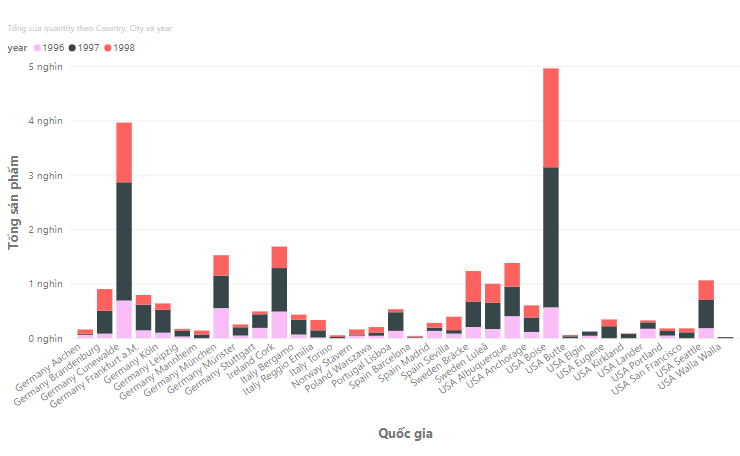 Tổng của quantity theo Country, City và year
year 1996 1997 1998
5 nghìn
4 nghìn
3 nghìn
2 nghìn
1 nghìn
0 nghìn
Tổng sản phẩm
Germany Aachen
Germany Brandenburg
Germany Cunewalde
Germany Frankfurt a.M.
Germany Köln
Germany Leipzig
Germany Mannheim
Germany München
Germany Münster
Germany Stuttgart
Ireland Cork
Italy Bergamo
Italy Reggio Emilia
Italy Torino
Norway Stavern
Poland Warszawa
Portugal Lisboa
Spain Barcelona
Spain Madrid
Spain Sevilla
Sweden Bräcke
Sweden Luleå
USA Albuquerque
USA Anchorage
USA Boise
USA Butte
USA Elgin
USA Eugene
USA Kirkland
USA Lander
USA Portland
USA San Francisco
USA Seattle
USA Walla Walla
Quốc gia